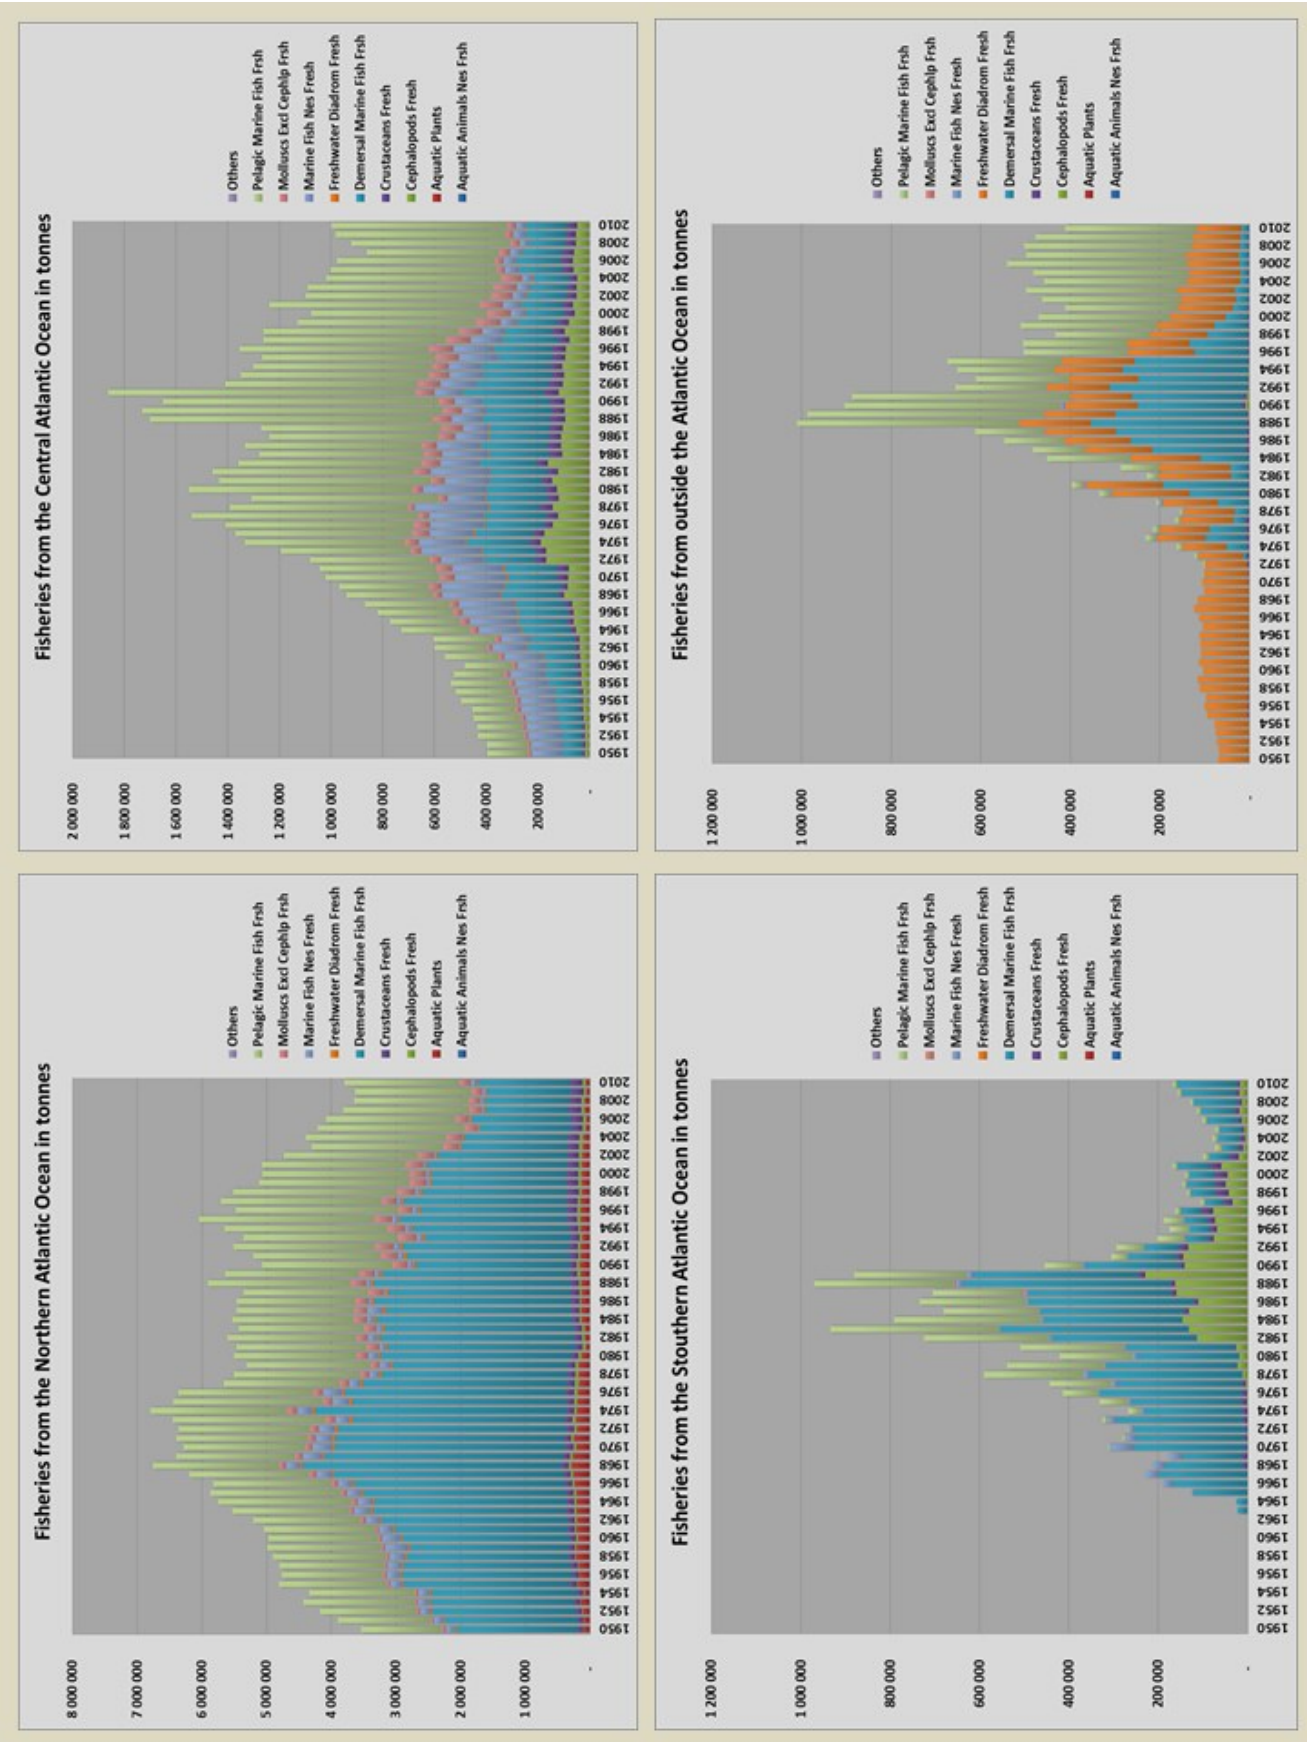 Fisheries from the Northern Atlantic Ocean in tonnes
8 000 000
7 000 000
6 000 000
5 000 000
4 000 000
3 000 000
2 000 000
1 000 000
-
1950 1952 1954 1956 1958 1960 1962 1964 1966 1968 1970 1972 1974 1976 1978 1980 1982 1984 1986 1988 1990 1992 1994 1996 1998 2000 2002 2004 2006 2008 2010
Others
Pelagic Marine Fish Frsh
Molluscs Excl Cephlp Frsh
Marine Fish Nes Fresh
Freshwater Diadrom Fresh
Demersal Marine Fish Frsh
Crustaceans Fresh
Cephalopods Fresh
Aquatic Plants
Aquatic Animals Nes Frsh
Fisheries from the Central Atlantic Ocean in tonnes
2 000 000
1 800 000
1 600 000
1 400 000
1 200 000
1 000 000
800 000
600 000
400 000
200 000
-
1950 1952 1954 1956 1958 1960 1962 1964 1966 1968 1970 1972 1974 1976 1978 1980 1982 1984 1986 1988 1990 1992 1994 1996 1998 2000 2002 2004 2006 2008 2010
Others
Pelagic Marine Fish Frsh
Molluscs Excl Cephlp Frsh
Marine Fish Nes Fresh
Freshwater Diadrom Fresh
Demersal Marine Fish Frsh
Crustaceans Fresh
Cephalopods Fresh
Aquatic Plants
Aquatic Animals Nes Frsh
Fisheries from the Stouthern Atlantic Ocean in tonnes
1 200 000
1 000 000
800 000
600 000
400 000
200 000
-
1950 1952 1954 1956 1958 1960 1962 1964 1966 1968 1970 1972 1974 1976 1978 1980 1982 1984 1986 1988 1990 1992 1994 1996 1998 2000 2002 2004 2006 2008 2010
Others
Pelagic Marine Fish Frsh
Molluscs Excl Cephlp Frsh
Marine Fish Nes Fresh
Freshwater Diadrom Fresh
Demersal Marine Fish Frsh
Crustaceans Fresh
Cephalopods Fresh
Aquatic Plants
Aquatic Animals Nes Frsh
Fisheries from outside the Atlantic Ocean in tonnes
1 200 000
1 000 000
800 000
600 000
400 000
200 000
-
1950 1952 1954 1956 1958 1960 1962 1964 1966 1968 1970 1972 1974 1976 1978 1980 1982 1984 1986 1988 1990 1992 1994 1996 1998 2000 2002 2004 2006 2008 2010
Others
Pelagic Marine Fish Frsh
Molluscs Excl Cephlp Frsh
Marine Fish Nes Fresh
Freshwater Diadrom Fresh
Demersal Marine Fish Frsh
Crustaceans Fresh
Cephalopods Fresh
Aquatic Plants
Aquatic Animals Nes Frsh